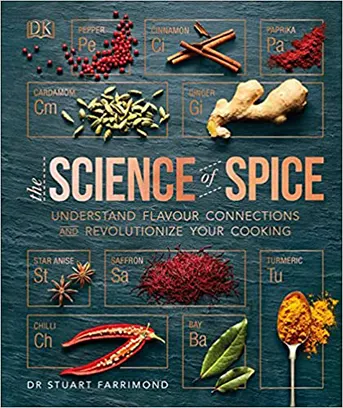 DK
PEPPER
Pe
CINNAMON
Ci
PAPRIKA
Pa
CARDAMOM
Cm
GINGER
Gi
the SCIENCE of SPICE
UNDERSTAND FLAVOUR CONNECTIONS
AND REVOLUTIONIZE YOUR COOKING
STAR ANISE
St
SAFFRON
Sa
TURMERIC
Tu
CHILLI
Ch
BAY
Ba
DR STUART FARRIMOND